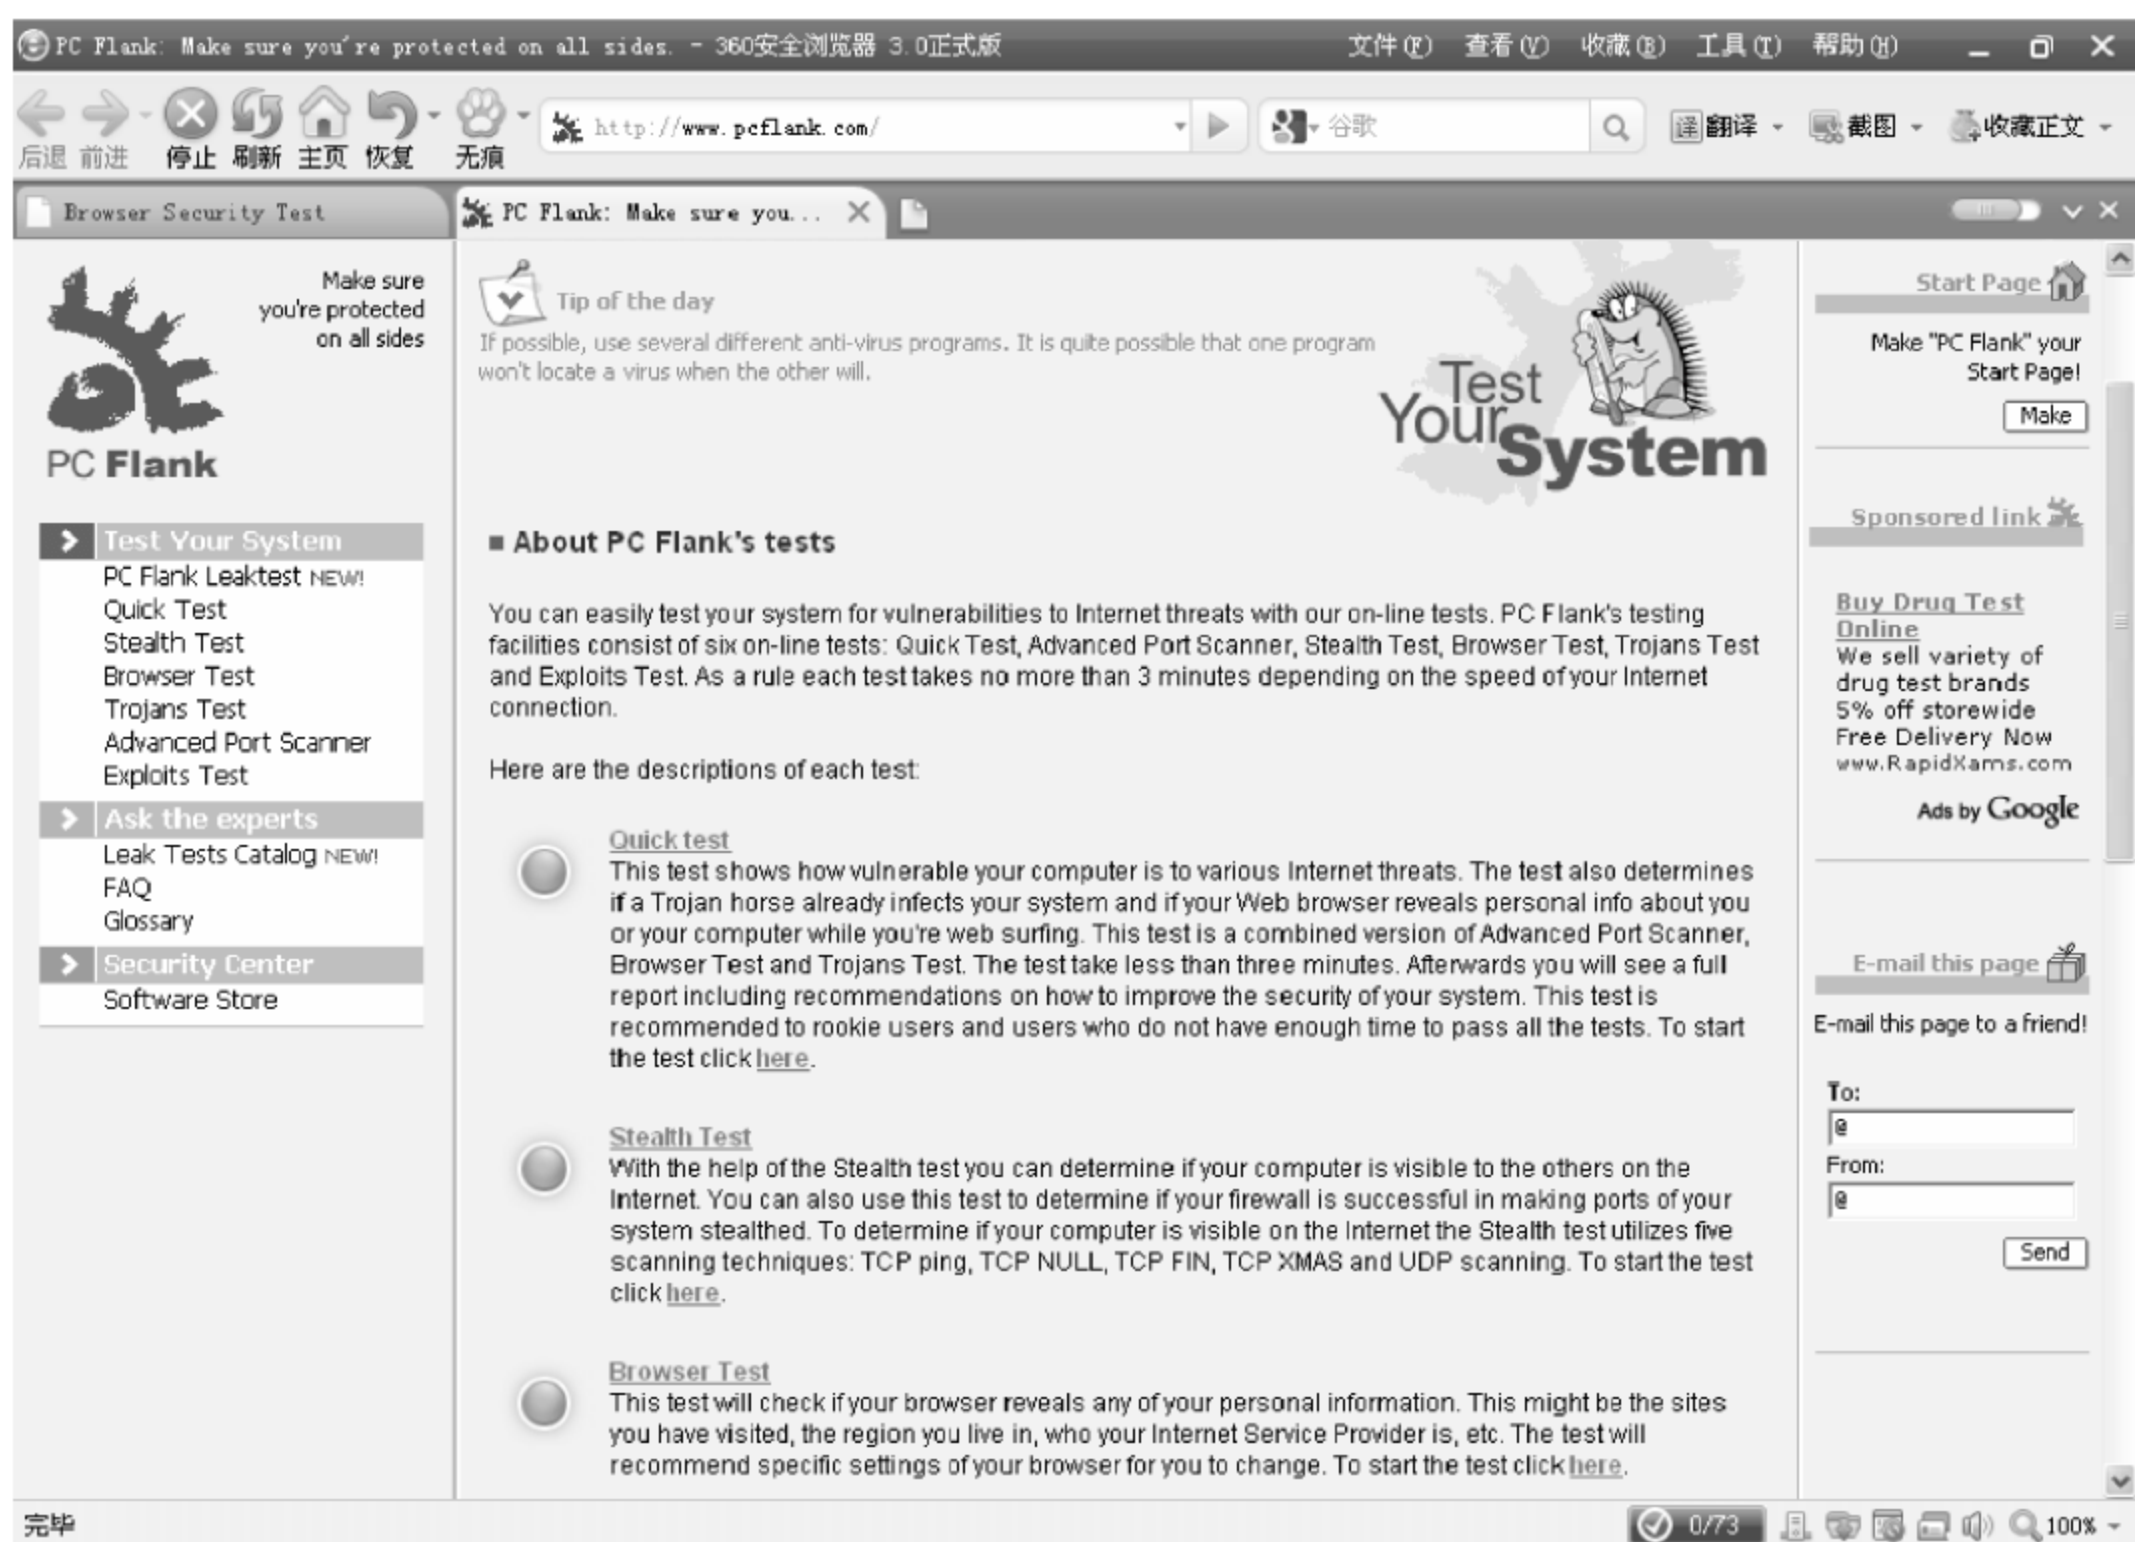 PC Flank: Make sure you're protected on all sides. - 360安全浏览器 3.0正式版
文件(F) 查看(V) 收藏(B) 工具(T) 帮助(H)
后退 前进 停止 刷新 主页 恢复 无痕
http://www.pcflank.com/
谷歌
译 翻译 截图 收藏正文
Browser Security Test
PC Flank: Make sure you...
Make sure
you're protected
on all sides
PC Flank
Test Your System
PC Flank Leaktest NEW!
Quick Test
Stealth Test
Browser Test
Trojans Test
Advanced Port Scanner
Exploits Test
Ask the experts
Leak Tests Catalog NEW!
FAQ
Glossary
Security Center
Software Store
Tip of the day
If possible, use several different anti-virus programs. It is quite possible that one program
won't locate a virus when the other will.
Test
Your
System
About PC Flank's tests
You can easily test your system for vulnerabilities to Internet threats with our on-line tests. PC Flank's testing
facilities consist of six on-line tests: Quick Test, Advanced Port Scanner, Stealth Test, Browser Test, Trojans Test
and Exploits Test. As a rule each test takes no more than 3 minutes depending on the speed of your Internet
connection.
Here are the descriptions of each test:
Quick test
This test shows how vulnerable your computer is to various Internet threats. The test also determines
if a Trojan horse already infects your system and if your Web browser reveals personal info about you
or your computer while you're web surfing. This test is a combined version of Advanced Port Scanner,
Browser Test and Trojans Test. The test take less than three minutes. Afterwards you will see a full
report including recommendations on how to improve the security of your system. This test is
recommended to rookie users and users who do not have enough time to pass all the tests. To start
the test click here.
Stealth Test
With the help of the Stealth test you can determine if your computer is visible to the others on the
Internet. You can also use this test to determine if your firewall is successful in making ports of your
system stealthed. To determine if your computer is visible on the Internet the Stealth test utilizes five
scanning techniques: TCP ping, TCP NULL, TCP FIN, TCP XMAS and UDP scanning. To start the test
click here.
Browser Test
This test will check if your browser reveals any of your personal information. This might be the sites
you have visited, the region you live in, who your Internet Service Provider is, etc. The test will
recommend specific settings of your browser for you to change. To start the test click here.
Start Page
Make "PC Flank" your
Start Page!
Make
Sponsored link
Buy Drug Test
Online
We sell variety of
drug test brands
5% off storewide
Free Delivery Now
www.RapidXams.com
Ads by Google
E-mail this page
E-mail this page to a friend!
To:
@
From:
@
Send
完毕
0/73
100%